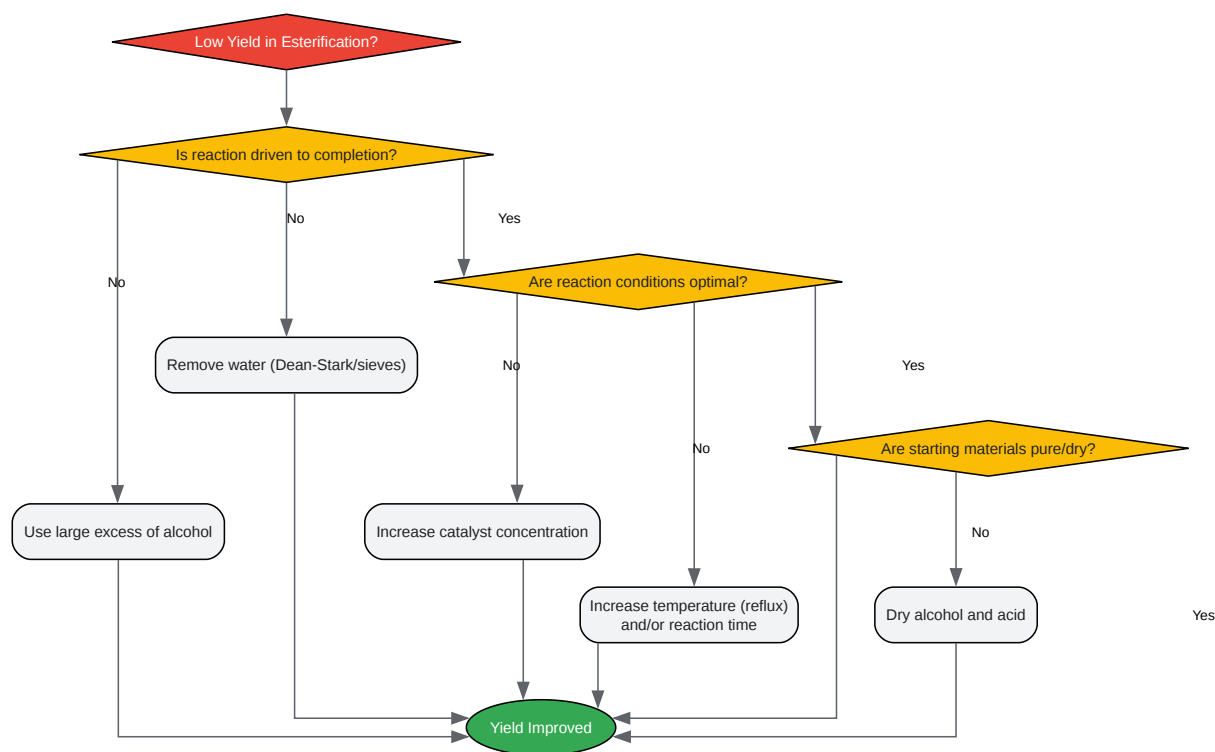 Low Yield in Esterification?
Is reaction driven to completion?
No
Yes
No
Are reaction conditions optimal?
Remove water (Dean-Stark/sieves)
No
Yes
No
Are starting materials pure/dry?
Use large excess of alcohol
Increase catalyst concentration
No
Increase temperature (reflux)
and/or reaction time
Dry alcohol and acid
Yes
Yield Improved